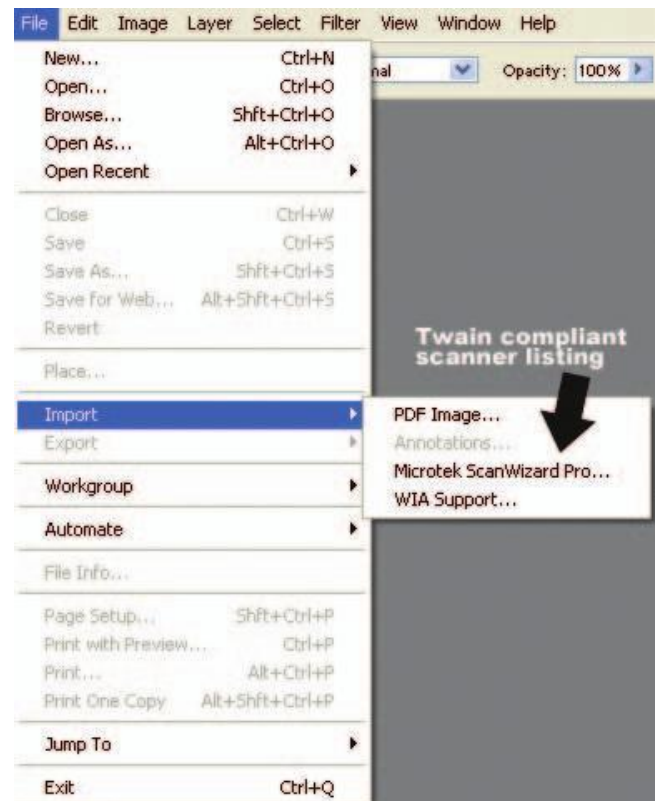 File Edit Image Layer Select Filter View Window Help
nal Opacity: 100%
New... Ctrl+N
Open... Ctrl+O
Browse... Shft+Ctrl+O
Open As... Alt+Ctrl+O
Open Recent
Close Ctrl+W
Save Ctrl+S
Save As... Shft+Ctrl+S
Save for Web... Alt+Shft+Ctrl+S
Revert
Place...
Import
Export
Workgroup
Automate
File Info...
Page Setup... Shft+Ctrl+P
Print with Preview... Ctrl+P
Print... Alt+Ctrl+P
Print One Copy Alt+Shft+Ctrl+P
Jump To
Exit Ctrl+Q
Twain compliant
scanner listing
PDF Image...
Annotations...
Microtek ScanWizard Pro...
WIA Support...